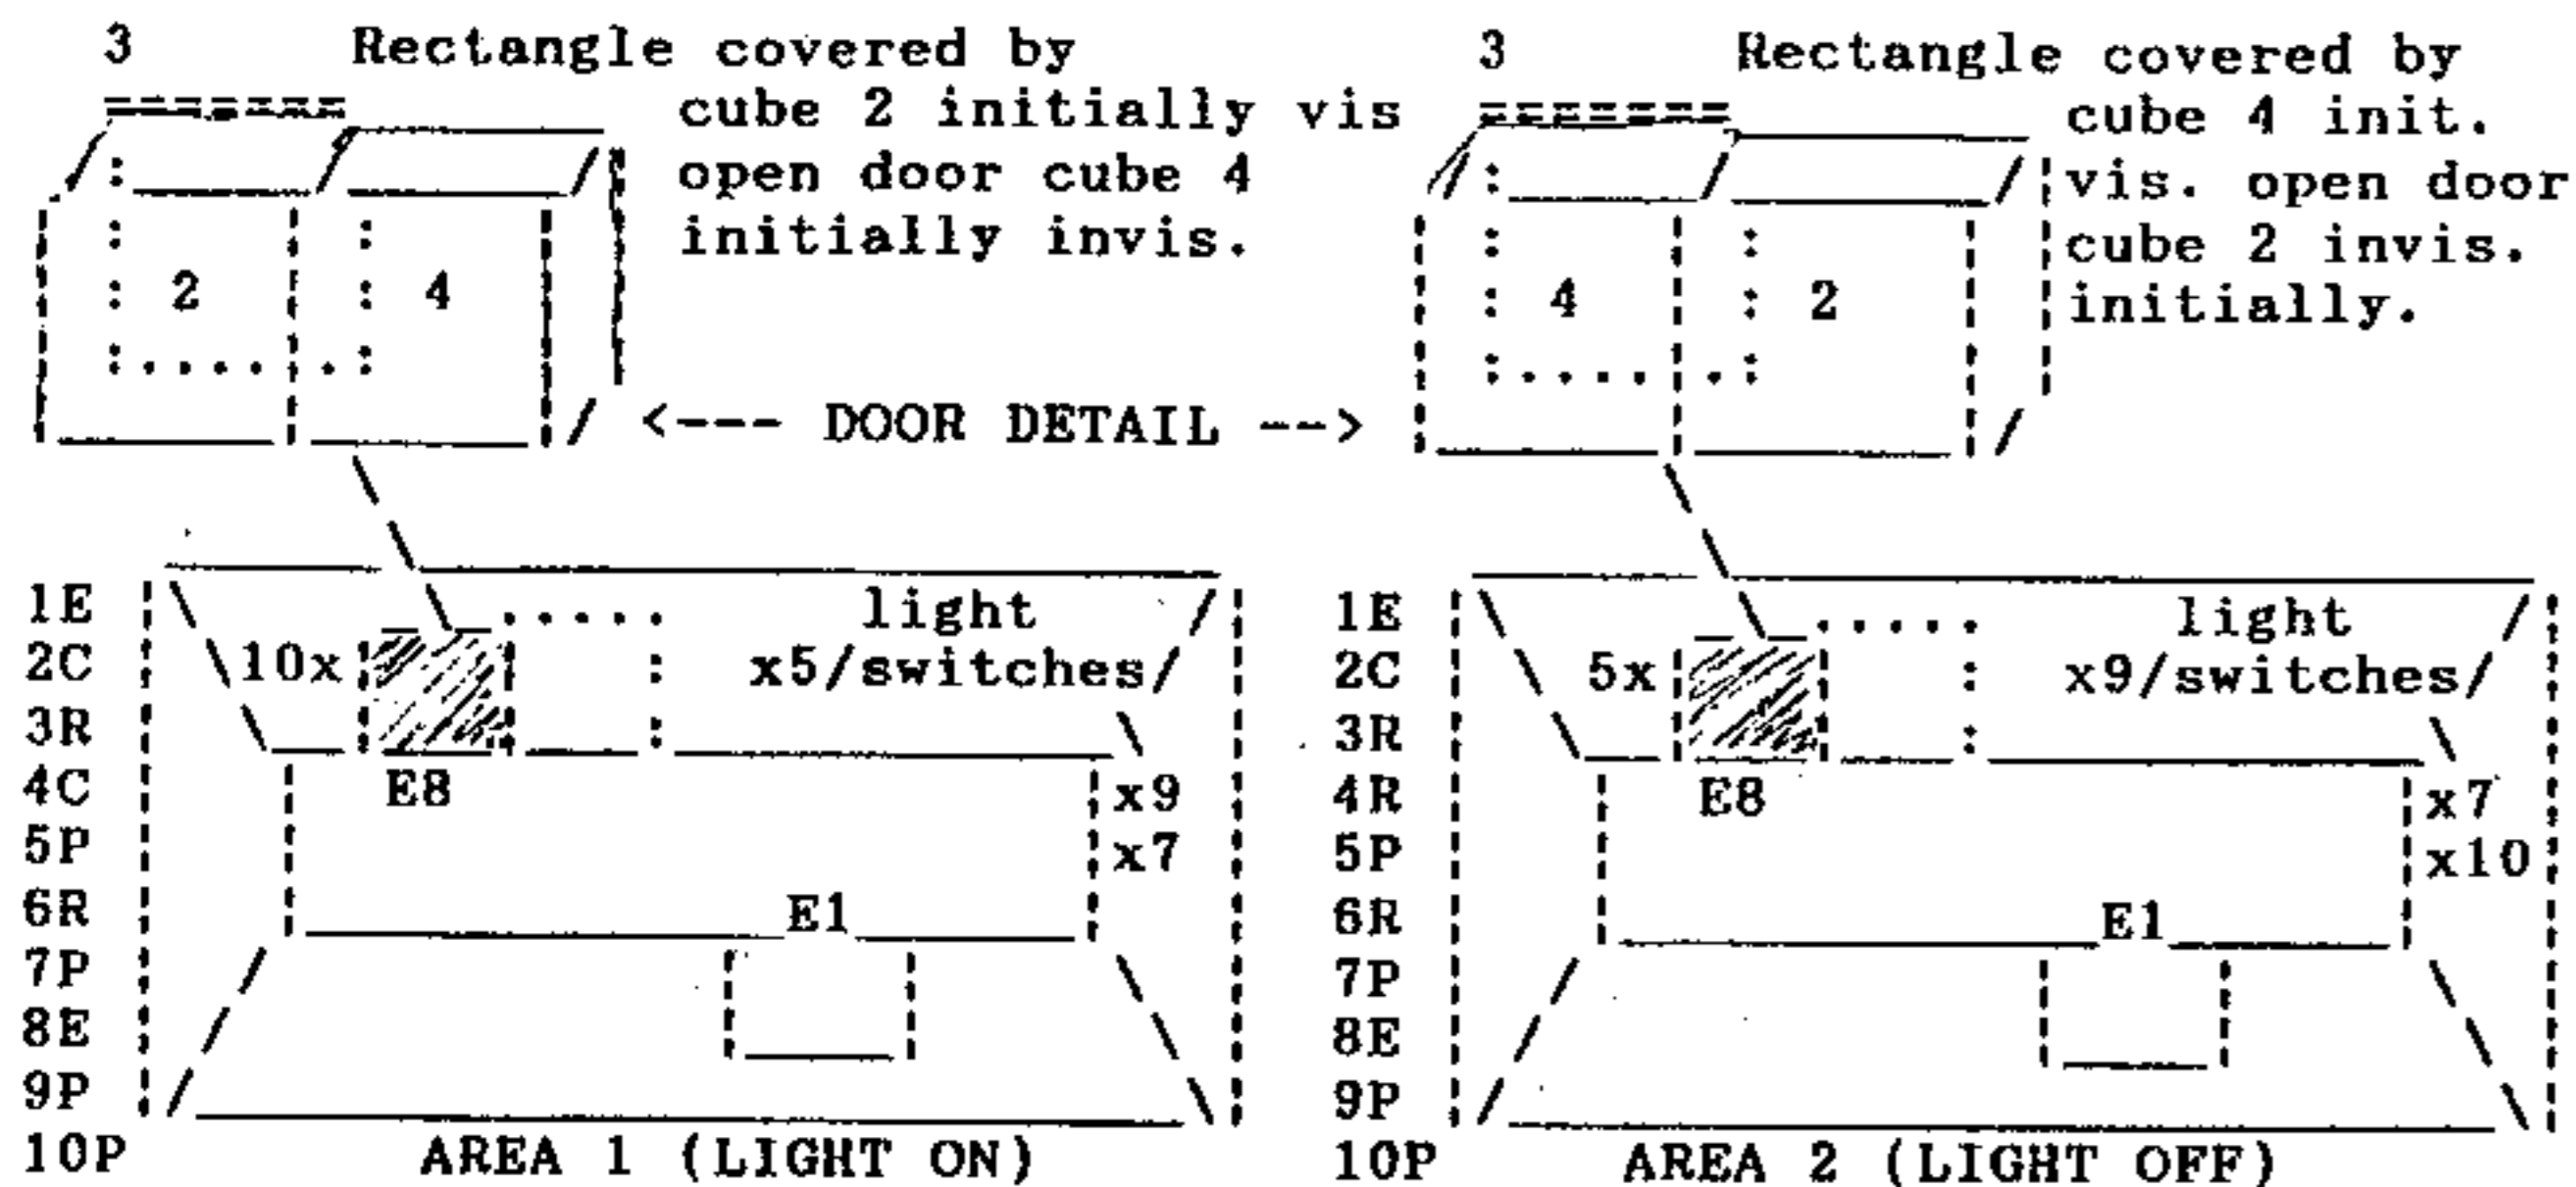 3 Rectangle covered by
cube 2 initially vis
open door cube 4
initially invis.
2 4
3 Rectangle covered by
cube 4 init.
vis. open door
cube 2 invis.
initially.
4 2
<--- DOOR DETAIL -->
1E
2C
3R
4C
5P
6R
7P
8E
9P
10P
light
10x x5/switches/
E8
x9
x7
E1
AREA 1 (LIGHT ON)
1E
2C
3R
4R
5P
6R
7P
8E
9P
10P
light
5x x9/switches/
E8
x7
x10
E1
AREA 2 (LIGHT OFF)